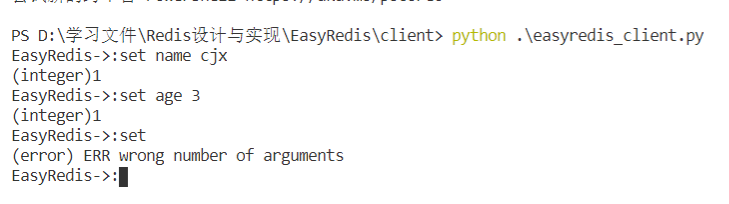 PS D:\学习文件\Redis设计与实现\EasyRedis\client> python .\easyredis_client.py
EasyRedis->:set name cjx
(integer)1
EasyRedis->:set age 3
(integer)1
EasyRedis->:set
(error) ERR wrong number of arguments
EasyRedis->: